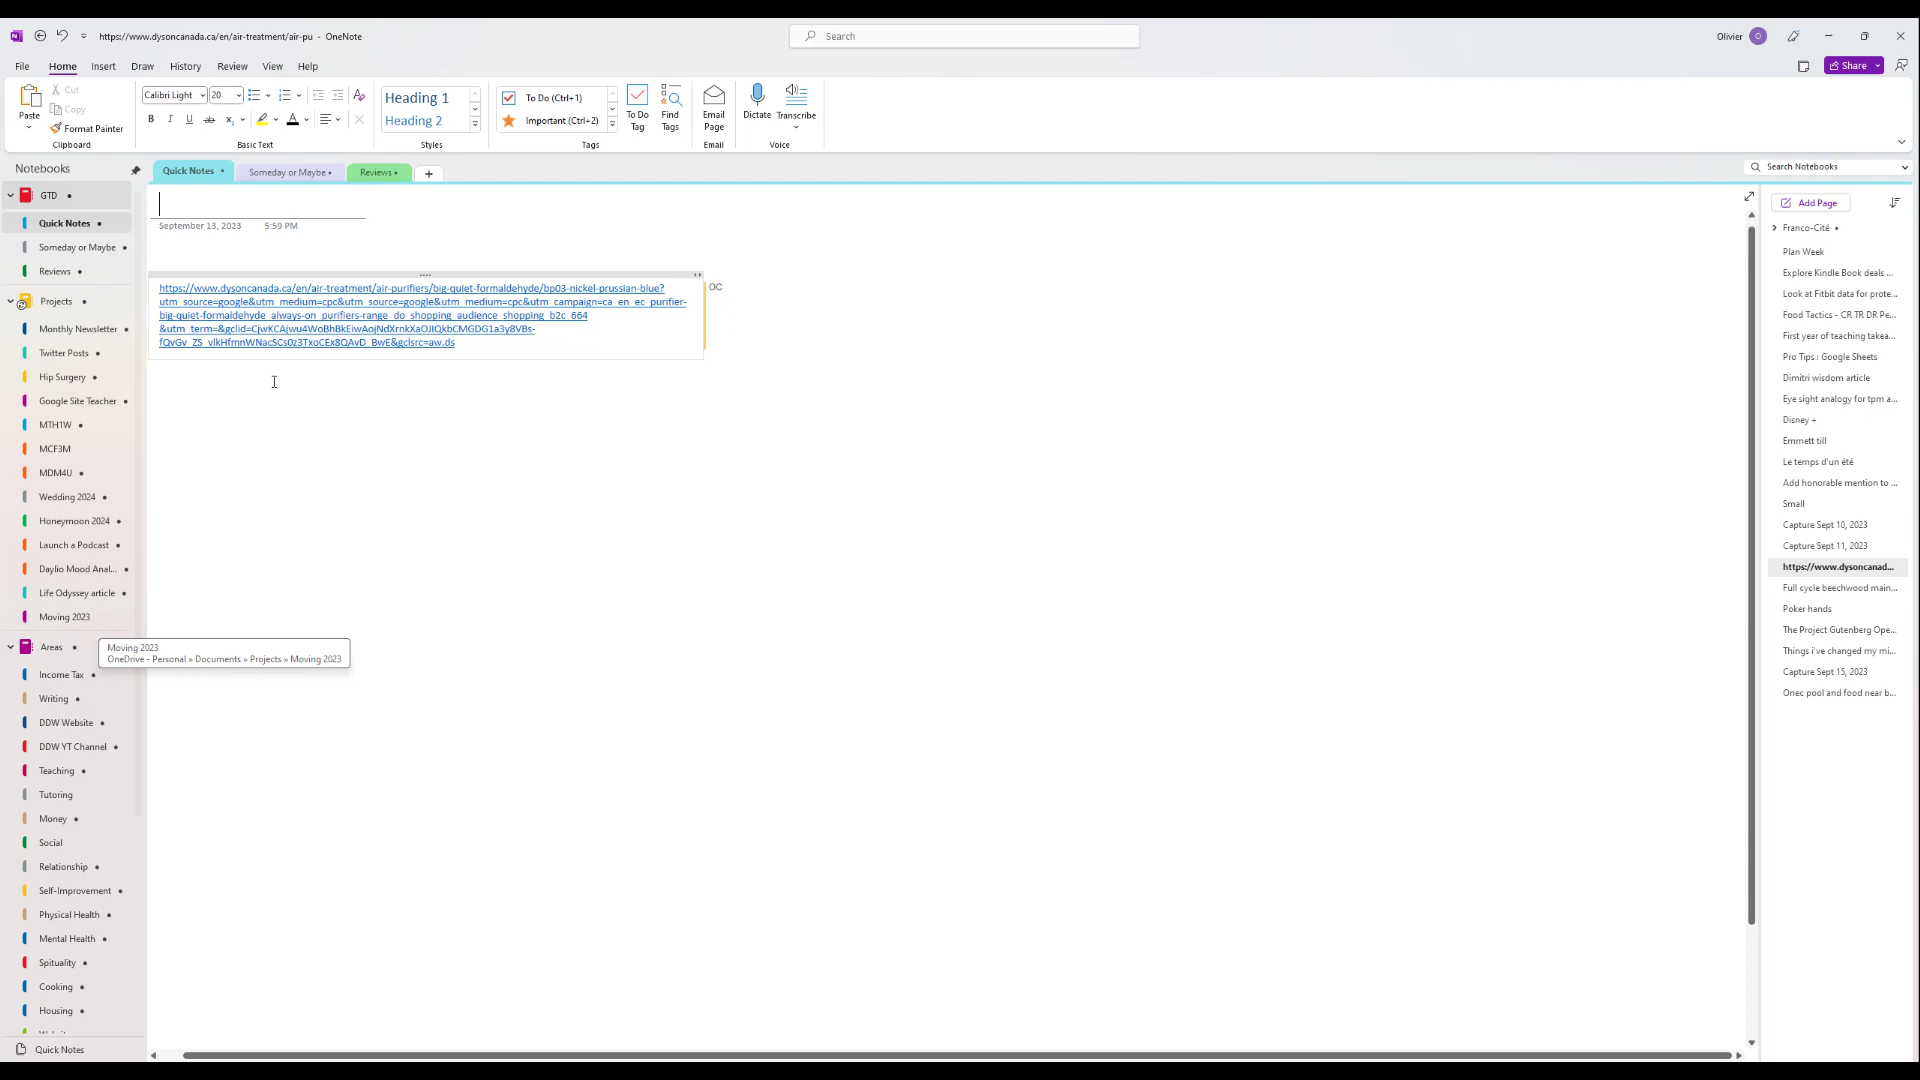 https://www.dysoncanada.ca/en/air-treatment/air-pu - OneNote
Search
Olivier O
File Home Insert Draw History Review View Help
Share
Paste
Cut
Copy
Format Painter
Clipboard
Calibri Light 20
B I U ab x
A
Basic Text
Heading 1
Heading 2
Styles
To Do (Ctrl+1)
Important (Ctrl+2)
Tags
To Do Tag
Find Tags
Email Page
Email
Dictate
Transcribe
Voice
Notebooks
Quick Notes
Someday or Maybe
Reviews
+
Search Notebooks
GTD
Quick Notes
Someday or Maybe
Reviews
Projects
Monthly Newsletter
Twitter Posts
Hip Surgery
Google Site Teacher
MTH1W
MCF3M
MDM4U
Wedding 2024
Honeymoon 2024
Launch a Podcast
Daylio Mood Anal...
Life Odyssey article
Moving 2023
Areas
Moving 2023
OneDrive - Personal » Documents » Projects » Moving 2023
Income Tax
Writing
DDW Website
DDW YT Channel
Teaching
Tutoring
Money
Social
Relationship
Self-Improvement
Physical Health
Mental Health
Spituality
Cooking
Housing
Quick Notes
September 13, 2023 5:59 PM
https://www.dysoncanada.ca/en/air-treatment/air-purifiers/big-quiet-formaldehyde/bp03-nickel-prussian-blue?
utm_source=google&utm_medium=cpc&utm_source=google&utm_medium=cpc&utm_campaign=ca_en_ec_purifier-
big-quiet-formaldehyde_always-on_purifiers-range_do_shopping_audience_shopping_b2c_664
&utm_term=&gclid=CjwKCAjwu4WoBhBkEiwAojNdXrnkXaOJIQkbCMGDG1a3y8VBs-
fQvGv_ZS_vlkHfmnWNacSCs0z3TxoCEx8QAvD_BwE&gclsrc=aw.ds
OC
Add Page
Franco-Cité
Plan Week
Explore Kindle Book deals ...
Look at Fitbit data for prote...
Food Tactics - CR TR DR Pe...
First year of teaching takea...
Pro Tips : Google Sheets
Dimitri wisdom article
Eye sight analogy for tpm a...
Disney +
Emmett till
Le temps d'un été
Add honorable mention to ...
Small
Capture Sept 10, 2023
Capture Sept 11, 2023
https://www.dysoncanad...
Full cycle beechwood main...
Poker hands
The Project Gutenberg Ope...
Things i've changed my mi...
Capture Sept 15, 2023
Onec pool and food near b...